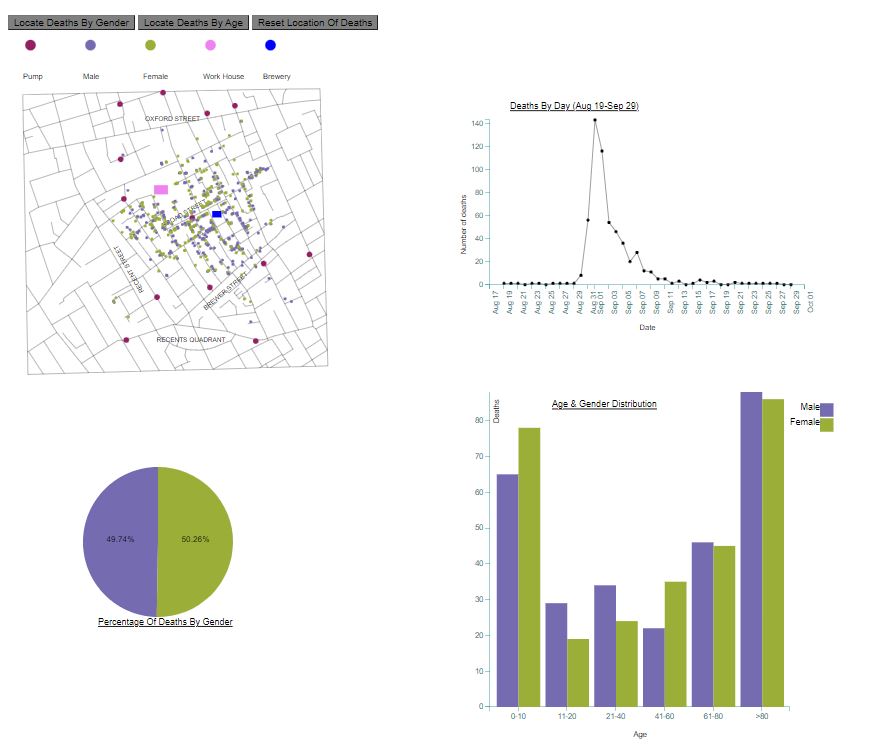 Locate Deaths By Gender Locate Deaths By Age Reset Location Of Deaths
Pump Male Female Work House Brewery
OXFORD STREET
BROAD STREET
RECENT STREET
BREWER STREET
RECENTS QUADRANT
Deaths By Day (Aug 19-Sep 29)
Number of deaths
140
120
100
80
60
40
20
0
Aug 17 Aug 19 Aug 21 Aug 23 Aug 25 Aug 27 Aug 29 Aug 31 Sep 01 Sep 03 Sep 05 Sep 07 Sep 09 Sep 11 Sep 13 Sep 15 Sep 17 Sep 19 Sep 21 Sep 23 Sep 25 Sep 27 Sep 29 Oct 01
Date
49.74% 50.26%
Percentage Of Deaths By Gender
Age & Gender Distribution
Deaths
Male
Female
80
70
60
50
40
30
20
10
0
0-10 11-20 21-40 41-60 61-80 >80
Age